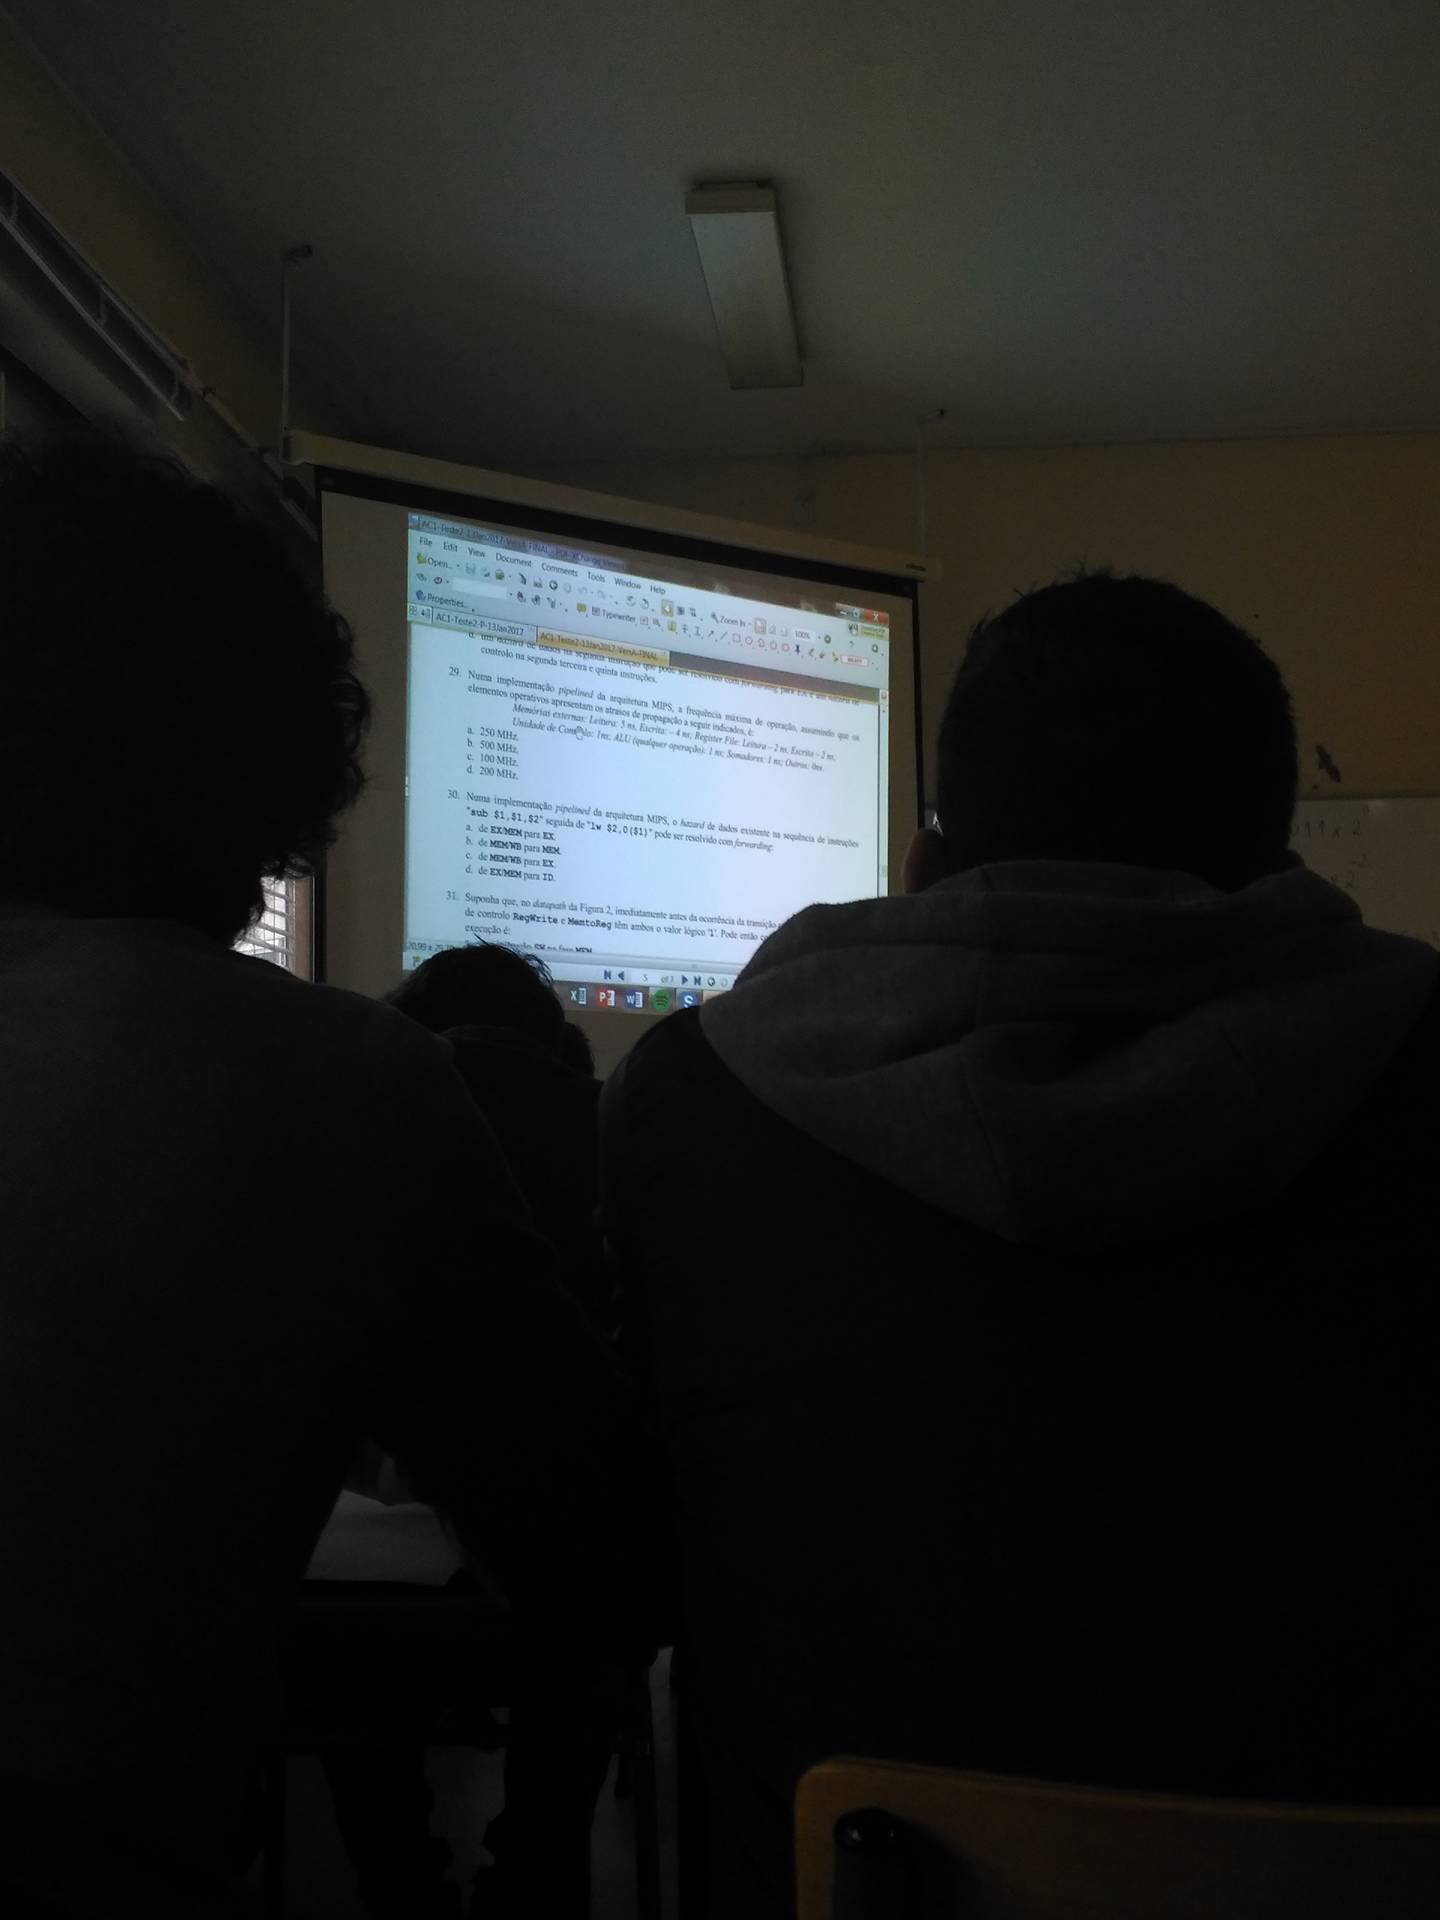 AC1-Teste2-13Jan2017-VersA-FINAL - PDF-XChange Viewer
File Edit View Document Comments Tools Window Help
Open...
Zoom In 100%
Properties... Typewriter
AC1-Teste2-P-13Jan2017 AC1-Teste2-13Jan2017-VersA-FINAL
controlo na segunda terceira e quinta instruções.
29. Numa implementação pipelined da arquitetura MIPS, a frequência máxima de operação, assumindo que os
elementos operativos apresentam os atrasos de propagação a seguir indicados, é:
Memórias externas: Leitura: 5 ns, Escrita: – 4 ns; Register File: Leitura – 2 ns, Escrita – 2 ns;
Unidade de Controlo: 1ns; ALU (qualquer operação): 1 ns; Somadores: 1 ns; Outros: 0ns.
a. 250 MHz.
b. 500 MHz.
c. 100 MHz.
d. 200 MHz.
30. Numa implementação pipelined da arquitetura MIPS, o hazard de dados existente na sequência de instruções
"sub $1,$1,$2" seguida de "lw $2,0($1)" pode ser resolvido com forwarding:
a. de EX/MEM para EX.
b. de MEM/WB para MEM.
c. de MEM/WB para EX.
d. de EX/MEM para ID.
31. Suponha que, no datapath da Figura 2, imediatamente antes da ocorrência da transição
de controlo RegWrite e MemtoReg têm ambos o valor lógico '1'. Pode então
execução é:
5 of 7